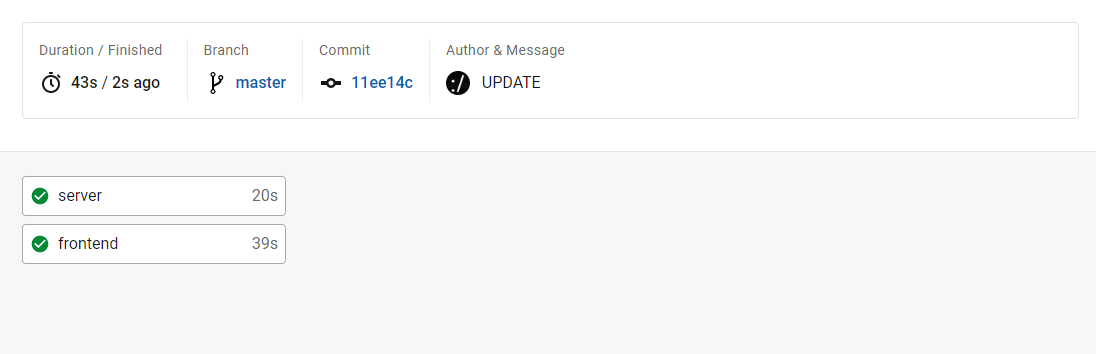 Duration / Finished
43s / 2s ago
Branch
master
Commit
11ee14c
Author & Message
:/ UPDATE
server 20s
frontend 39s